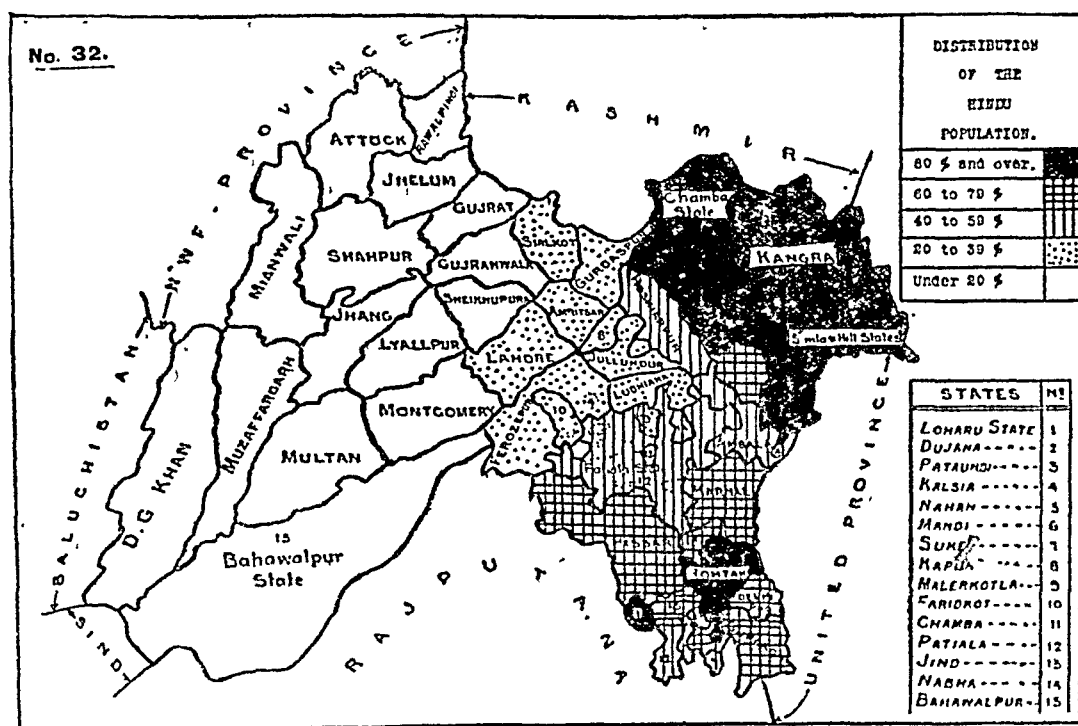 No. 32.
N.W.F. PROVINCE
KASHMIR
BALUCHISTAN
SIND
RAJPUTANA
UNITED PROVINCE
ATTOCK
RAWALPINDI
JHELUM
GUJRAT
MIANWALI
SHAHPUR
SIALKOT
GURDASPUR
GUJRANWALA
SHEIKHUPURA
AMRITSAR
JHANG
LYALLPUR
LAHORE
6
JULLUNDUR
LUDHIANA
MONTGOMERY
FEROZEPUR
10
MUZAFFARGARH
MULTAN
D.G KHAN
15
Bahawalpur
State
Chamba
State
KANGRA
Simla Hill States
ROHTAK
1
DISTRIBUTION
OF THE
HINDU
POPULATION.
80 % and over.
60 to 79 %
40 to 59 %
20 to 39 %
Under 20 %
STATES No
LOHARU STATE 1
DUJANA ---- 2
PATAUDI ---- 3
KALSIA ---- 4
NAHAN ---- 5
MANDI ---- 6
---- 7
---- 8
MALERKOTLA ---- 9
FARIDKOT ---- 10
CHAMBA ---- 11
PATIALA ---- 12
JIND ---- 13
NABHA ---- 14
BAHAWALPUR ---- 15